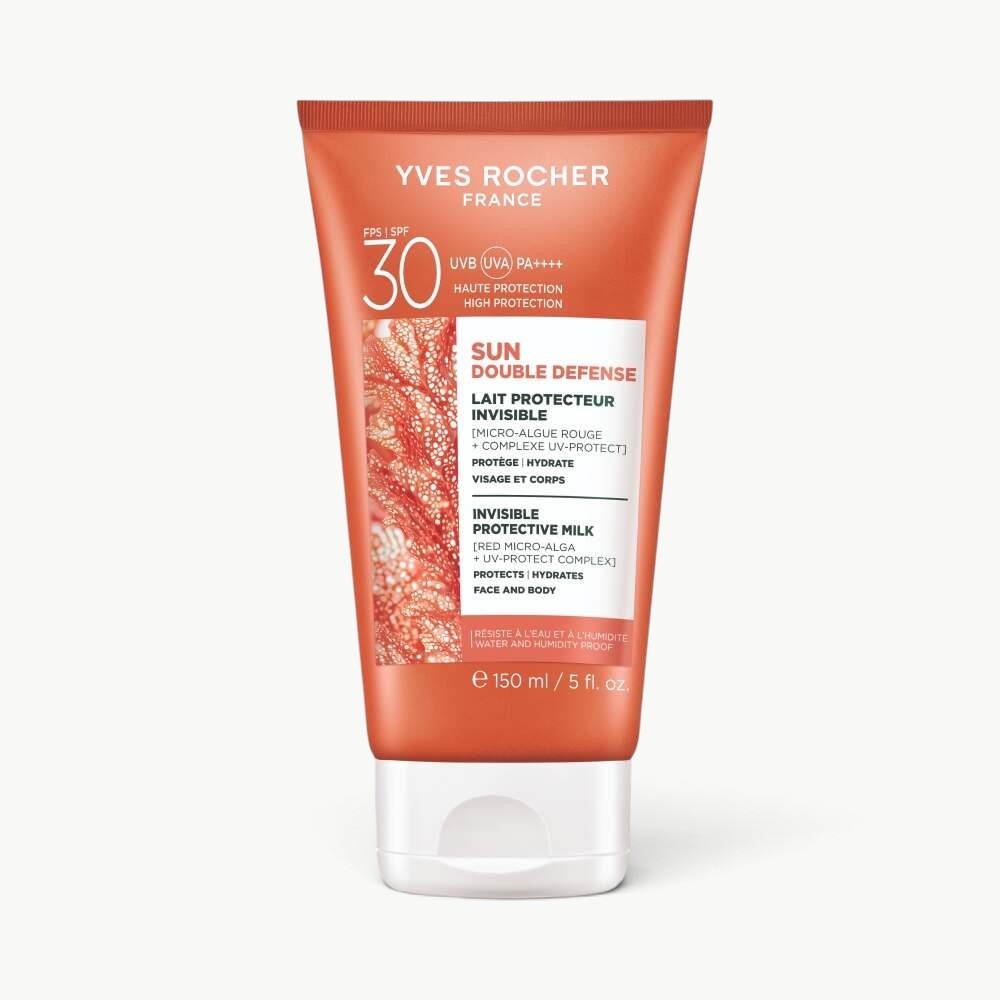 YVES ROCHER
FRANCE
FPS | SPF
30
UVB UVA PA++++
HAUTE PROTECTION
HIGH PROTECTION
SUN
DOUBLE DEFENSE
LAIT PROTECTEUR
INVISIBLE
[MICRO-ALGUE ROUGE
+ COMPLEXE UV-PROTECT]
PROTÈGE | HYDRATE
VISAGE ET CORPS
INVISIBLE
PROTECTIVE MILK
[RED MICRO-ALGA
+ UV-PROTECT COMPLEX]
PROTECTS | HYDRATES
FACE AND BODY
RÉSISTE À L'EAU ET À L'HUMIDITÉ
WATER AND HUMIDITY PROOF
℮ 150 ml / 5 fl. oz.